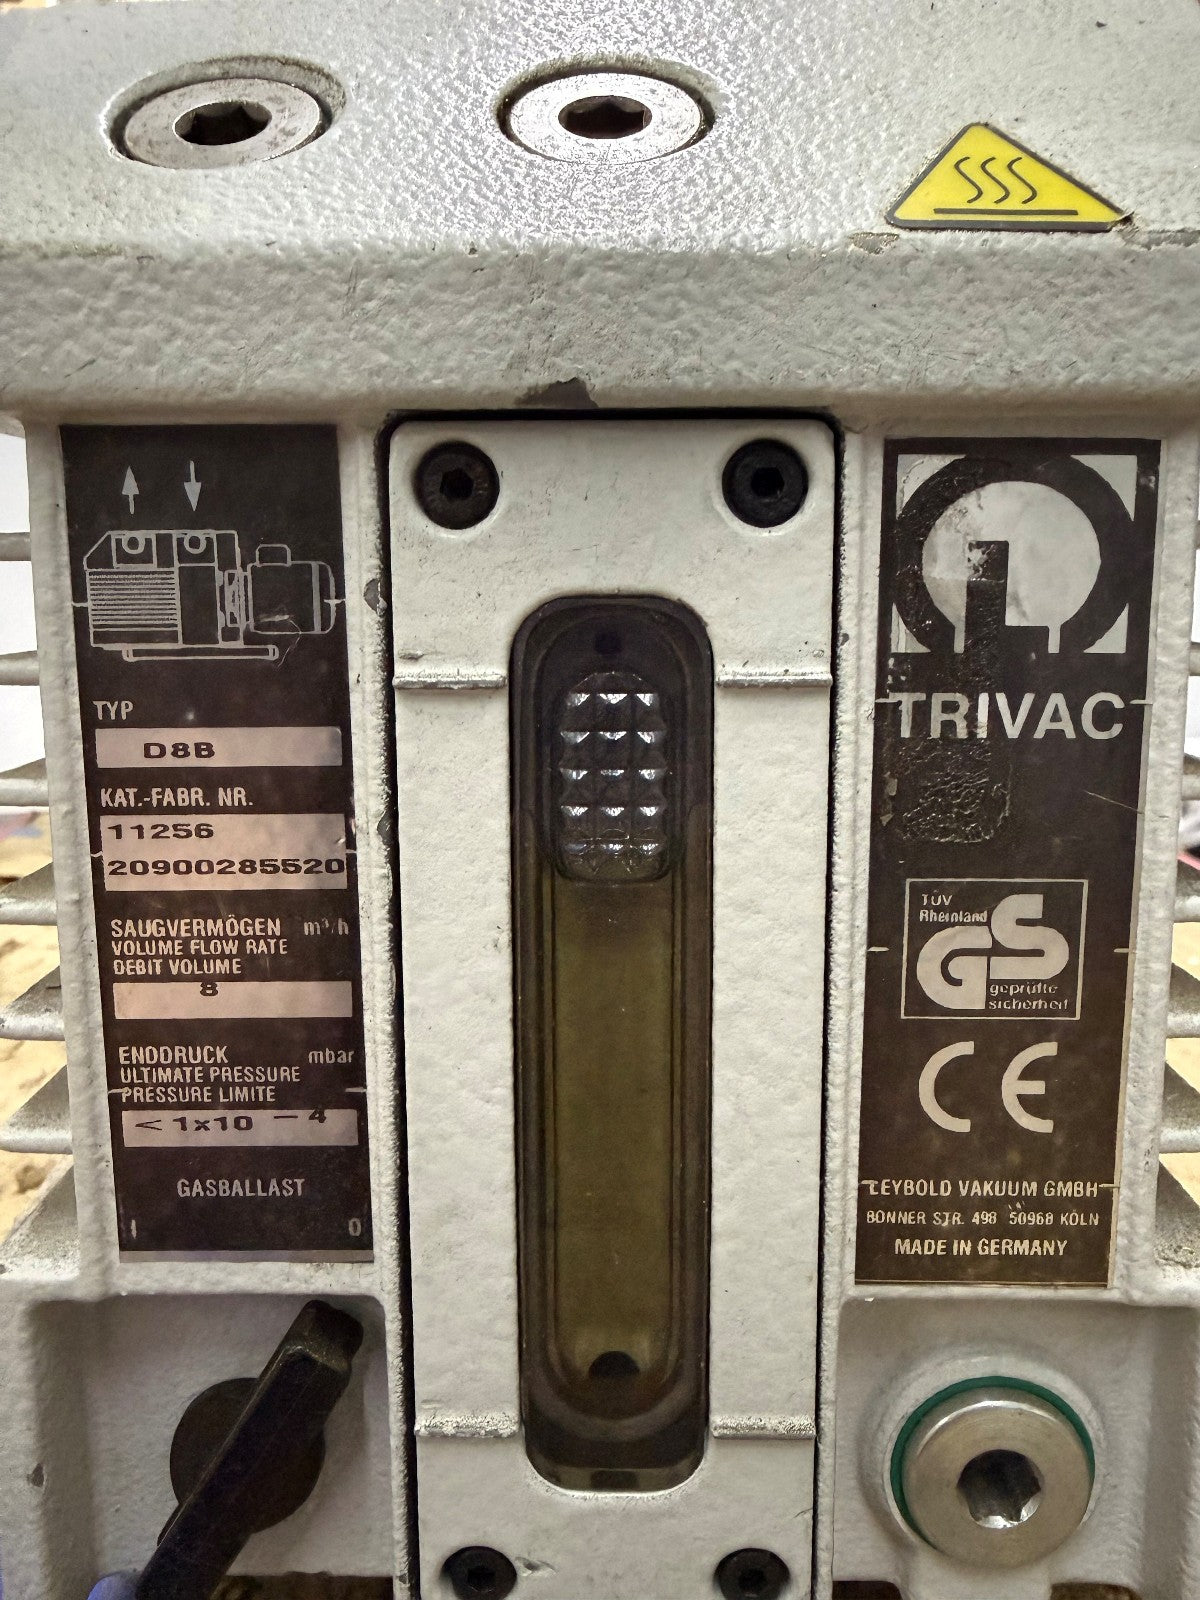 TYP
D8B
KAT.-FABR. NR.
11256
20900285520
SAUGVERMÖGEN m³/h
VOLUME FLOW RATE
DEBIT VOLUME
8
ENDDRUCK mbar
ULTIMATE PRESSURE
PRESSURE LIMITE
< 1x10 -4
GASBALLAST
I 0
TRIVAC
TÜV
Rheinland
GS
geprüfte
sicherheit
CE
LEYBOLD VAKUUM GMBH
BONNER STR. 498 50968 KÖLN
MADE IN GERMANY